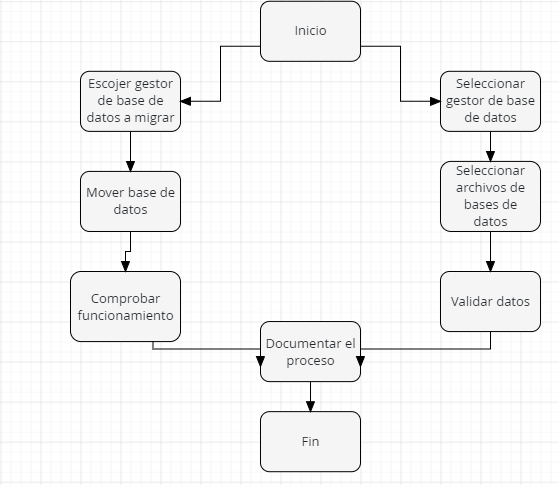 Inicio
Escojer gestor
de base de
datos a migrar
Seleccionar
gestor de base
de datos
Mover base de
datos
Seleccionar
archivos de
bases de
datos
Comprobar
funcionamiento
Validar datos
Documentar el
proceso
Fin